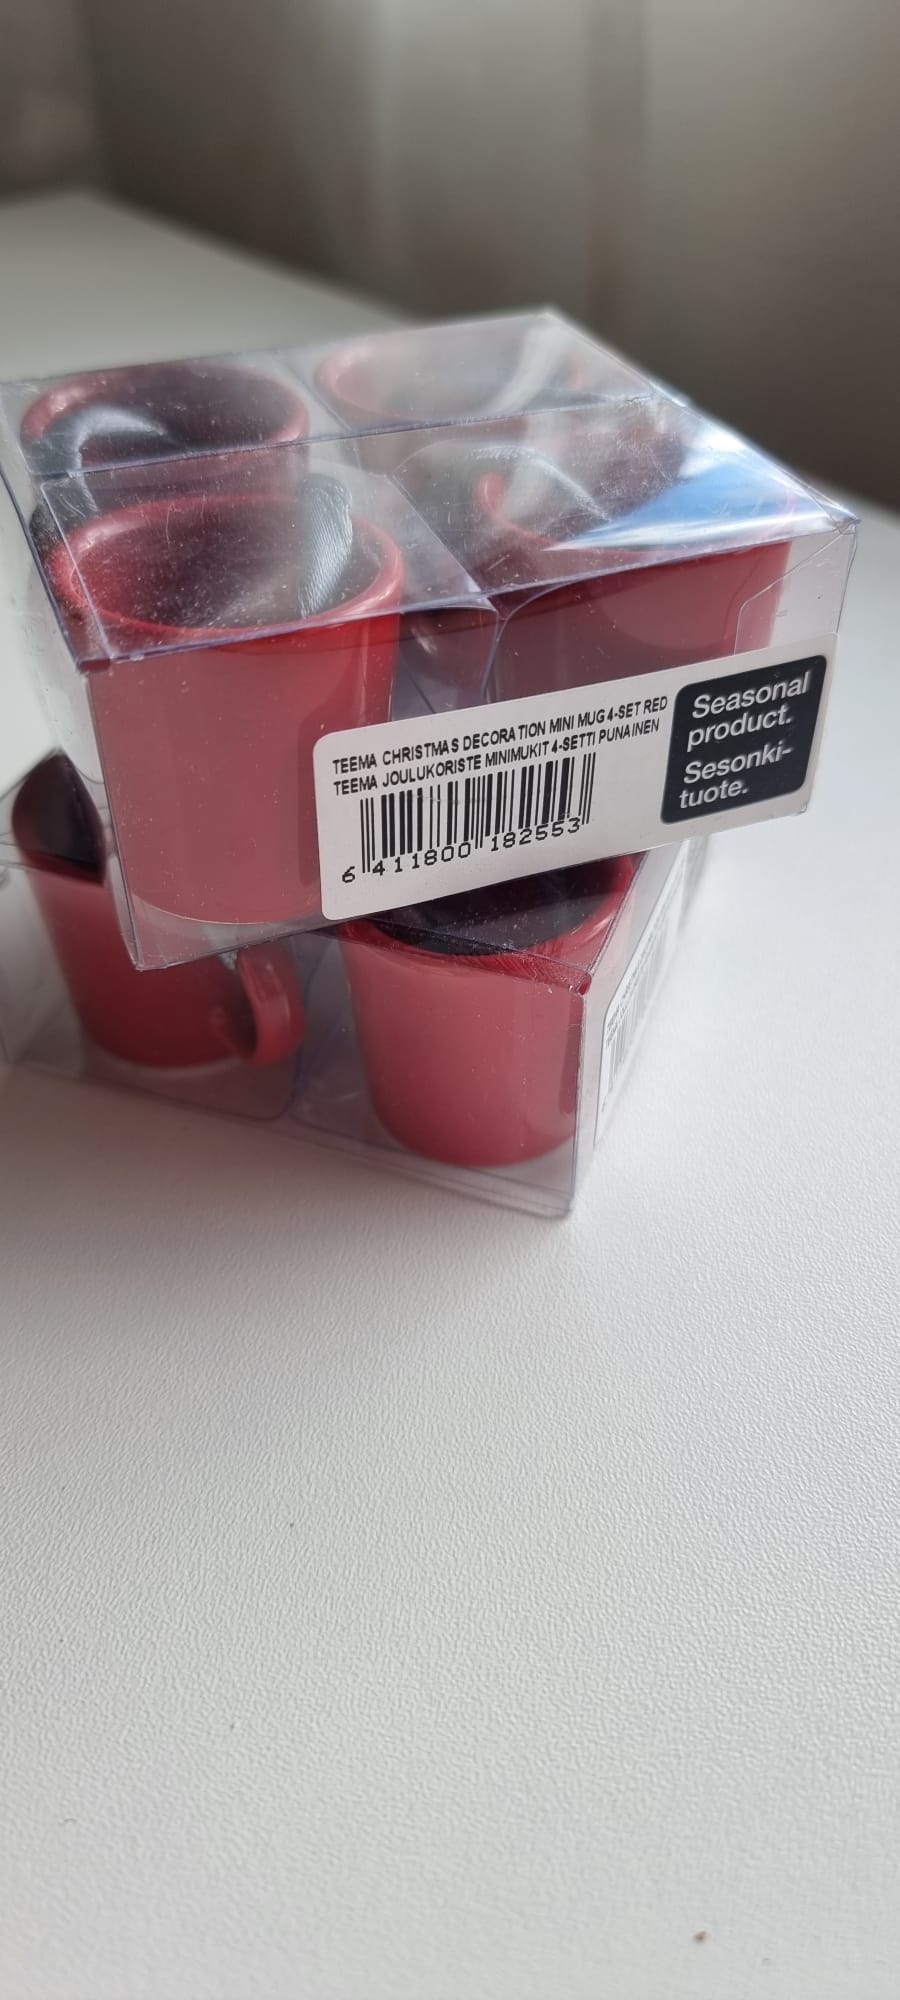 TEEMA CHRISTMAS DECORATION MINI MUG 4-SET RED
TEEMA JOULUKORISTE MINIMUKIT 4-SETTI PUNAINEN
6 411800 182553
Seasonal
product.
Sesonki-
tuote.